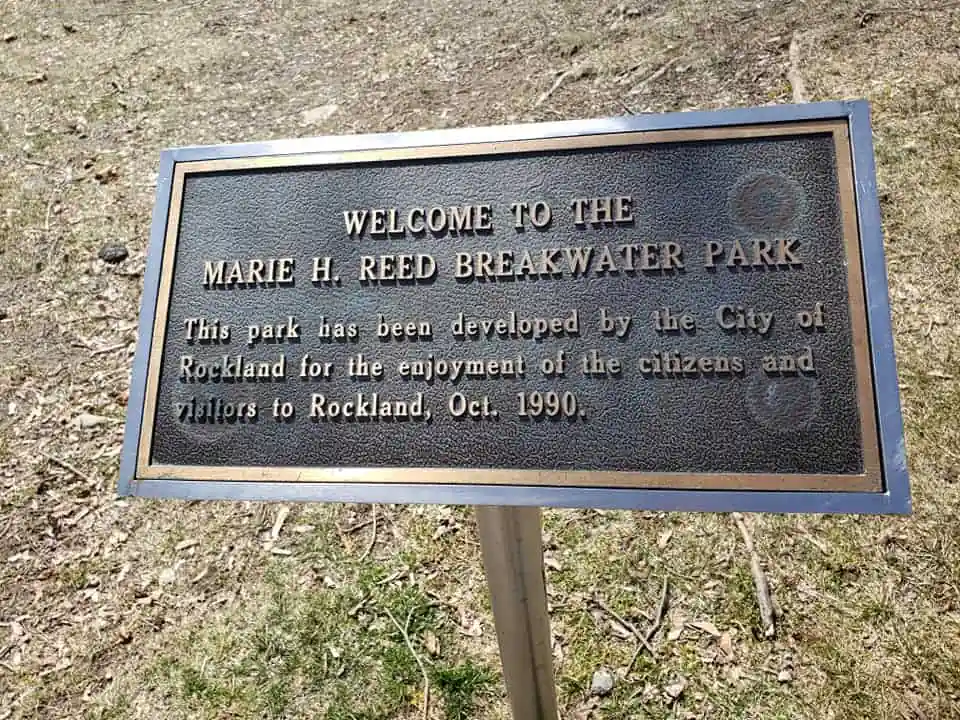 WELCOME TO THE
MARIE H. REED BREAKWATER PARK
This park has been developed by the City of
Rockland for the enjoyment of the citizens and
visitors to Rockland, Oct. 1990.